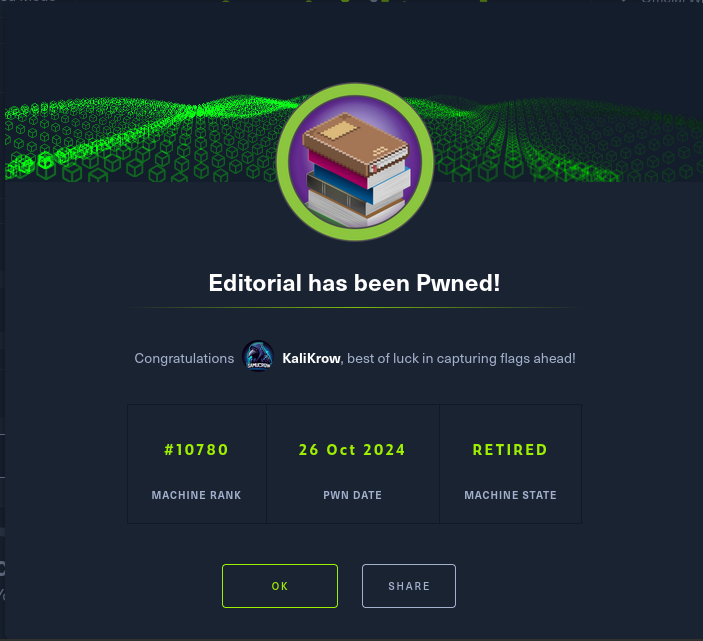 Editorial has been Pwned!
Congratulations KaliKrow, best of luck in capturing flags ahead!
#10780 26 Oct 2024 RETIRED
MACHINE RANK PWN DATE MACHINE STATE
OK SHARE